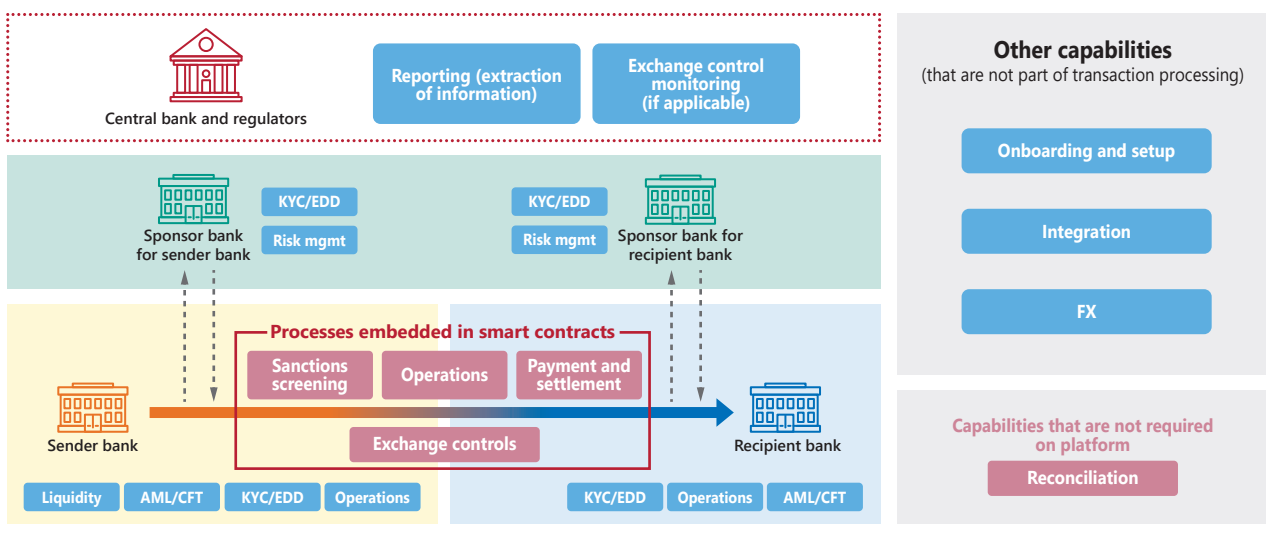 Central bank and regulators
Reporting (extraction
of information)
Exchange control
monitoring
(if applicable)
Sponsor bank
for sender bank
KYC/EDD
Risk mgmt
KYC/EDD
Risk mgmt
Sponsor bank for
recipient bank
Processes embedded in smart contracts
Sanctions
screening
Operations
Payment and
settlement
Exchange controls
Sender bank
Recipient bank
Liquidity
AML/CFT
KYC/EDD
Operations
KYC/EDD
Operations
AML/CFT
Other capabilities
(that are not part of transaction processing)
Onboarding and setup
Integration
FX
Capabilities that are not required
on platform
Reconciliation